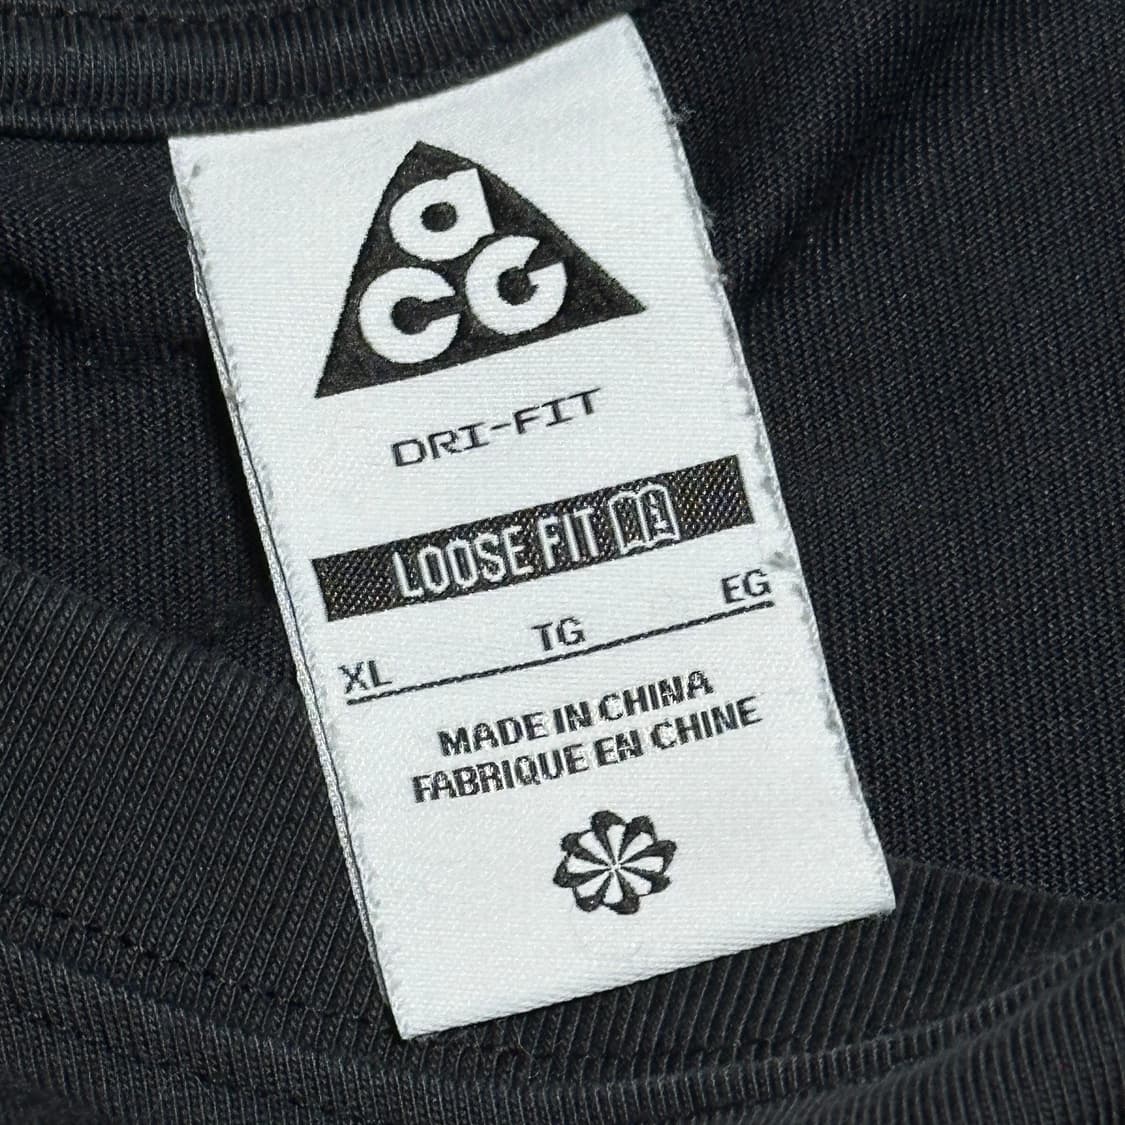 aCG
DRI-FIT
LOOSE FIT
XL TG EG
MADE IN CHINA
FABRIQUE EN CHINE